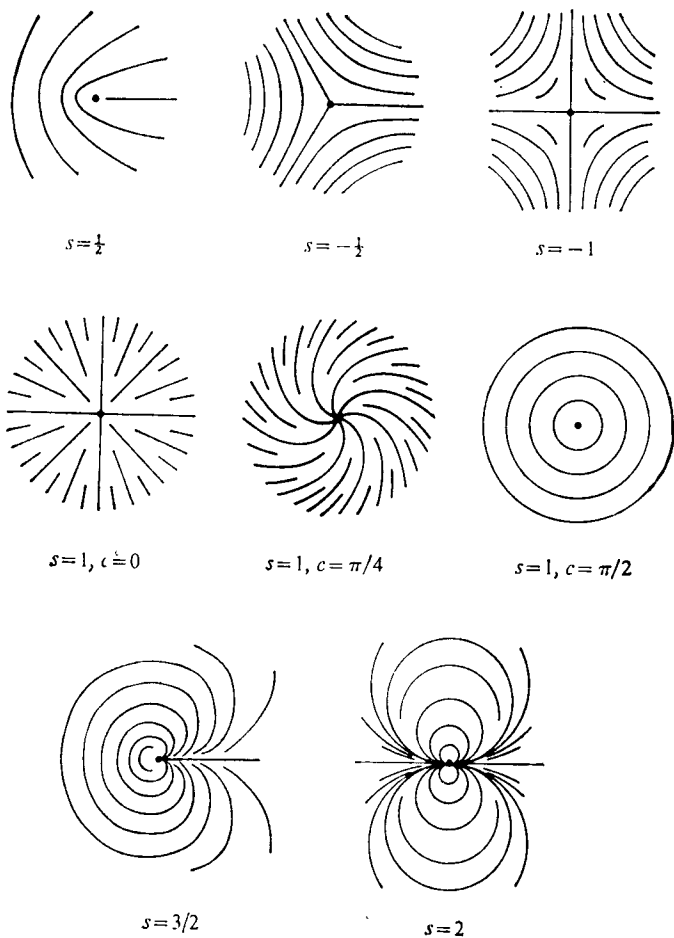 s=½
s=−½
s=−1
s=1, c=0
s=1, c=π/4
s=1, c=π/2
s=3/2
s=2